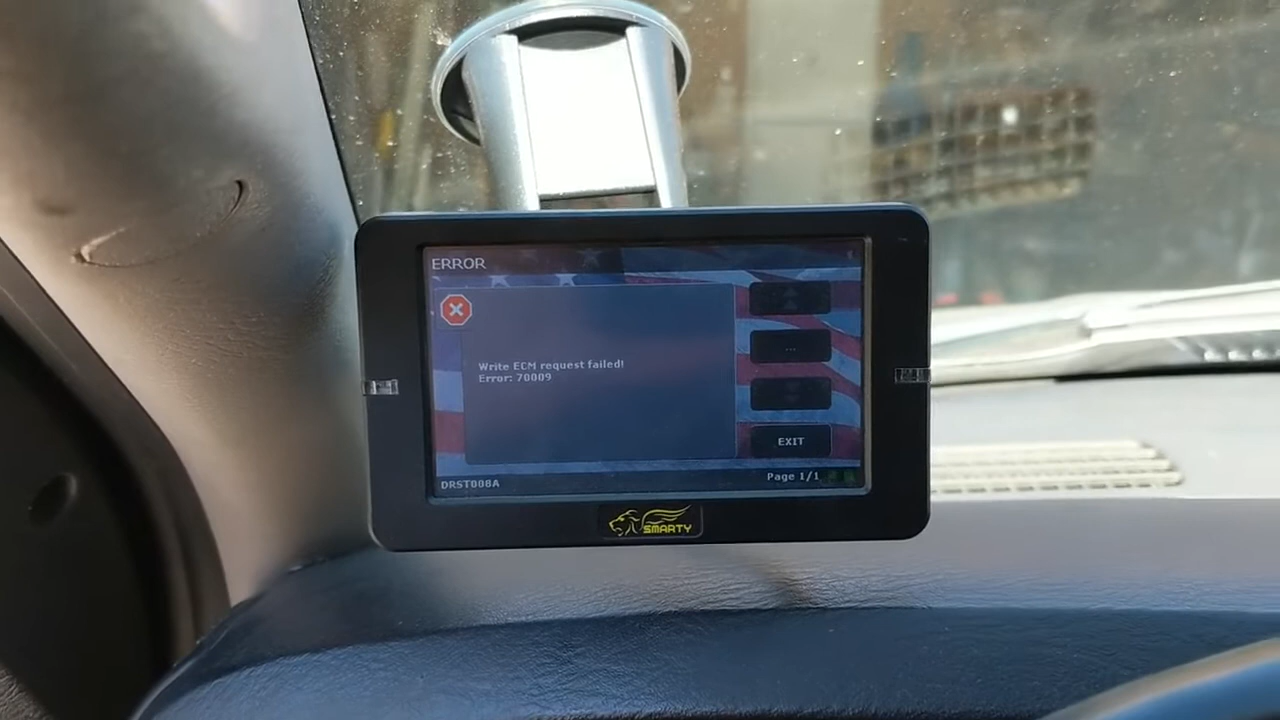 ERROR
Write ECM request failed!
Error: 70009
...
EXIT
DRST008A
Page 1/1
SMARTY